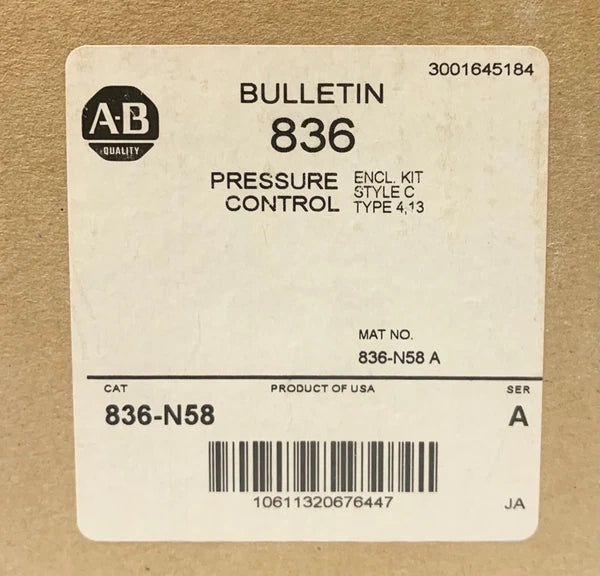 3001645184
A-B
QUALITY
BULLETIN
836
PRESSURE CONTROL
ENCL. KIT
STYLE C
TYPE 4,13
MAT NO.
836-N58 A
CAT
PRODUCT OF USA
SER
836-N58
A
10611320676447
JA